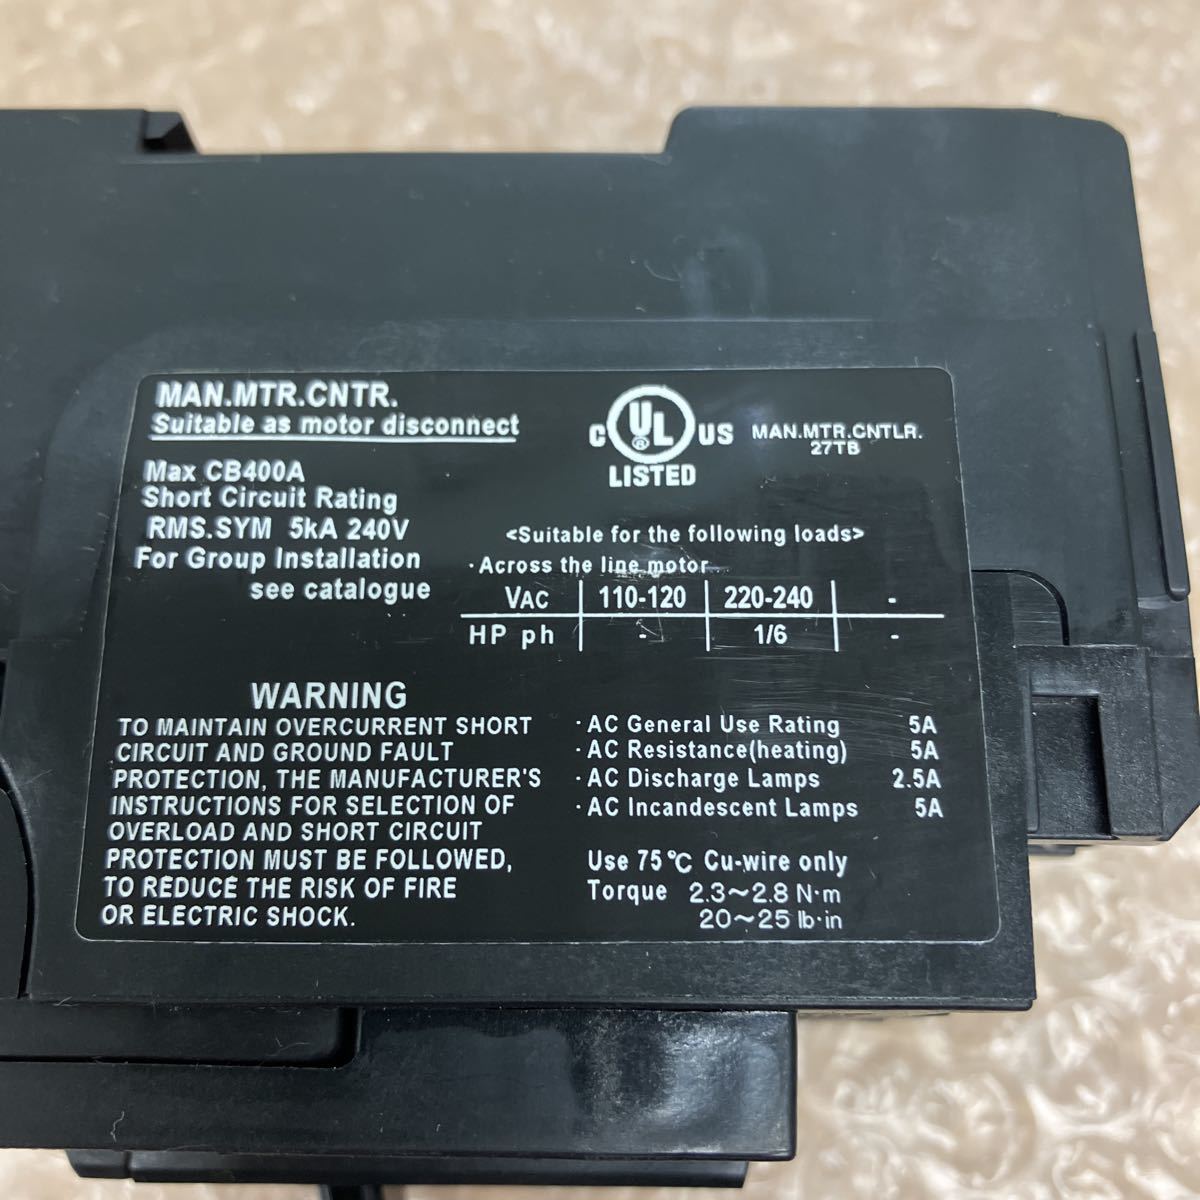 MAN.MTR.CNTR.
Suitable as motor disconnect
Max CB400A
Short Circuit Rating
RMS.SYM 5kA 240V
For Group Installation
see catalogue
C UL ® US
LISTED
MAN.MTR.CNTLR.
27TB
<Suitable for the following loads>
·Across the line motor
VAC 110-120 220-240 -
HP ph - 1/6 -
WARNING
TO MAINTAIN OVERCURRENT SHORT
CIRCUIT AND GROUND FAULT
PROTECTION, THE MANUFACTURER'S
INSTRUCTIONS FOR SELECTION OF
OVERLOAD AND SHORT CIRCUIT
PROTECTION MUST BE FOLLOWED,
TO REDUCE THE RISK OF FIRE
OR ELECTRIC SHOCK.
·AC General Use Rating 5A
·AC Resistance(heating) 5A
·AC Discharge Lamps 2.5A
·AC Incandescent Lamps 5A
Use 75℃ Cu-wire only
Torque 2.3～2.8 N·m
20～25 lb·in